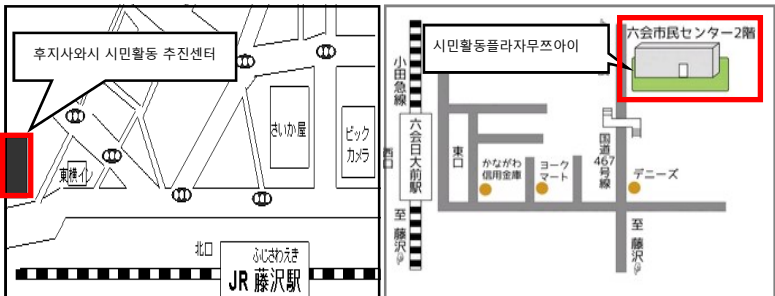 후지사와시 시민활동 추진센터
さいか屋
ビック
カメラ
東横イン
北口
ふじさわえき
JR 藤沢駅
시민활동플라자무쯔아이
六会市民センター2階
小田急線
六会日大前駅
西口
東口
かながわ
信用金庫
ヨーク
マート
国道467号線
デニーズ
至 藤沢
至 藤沢